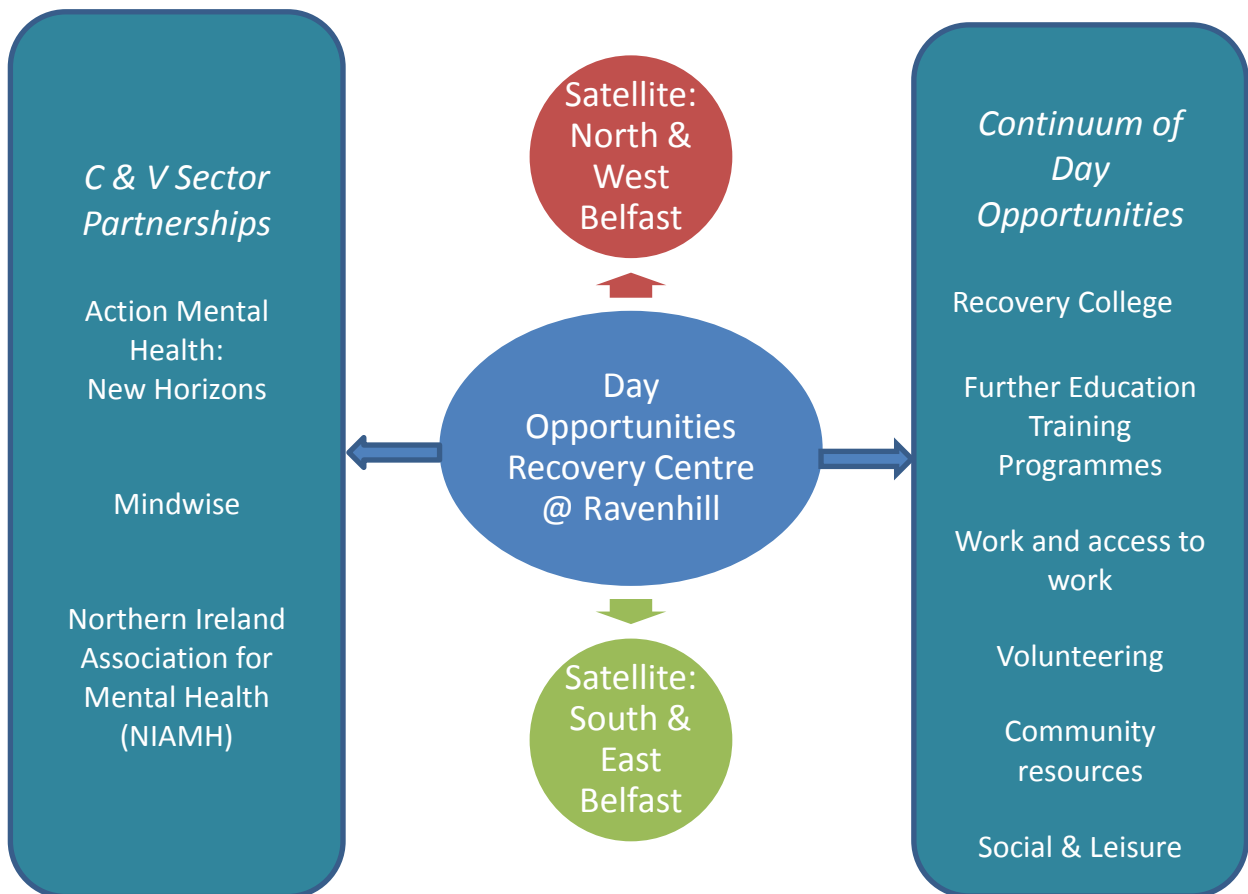 C & V Sector
Partnerships
Action Mental
Health:
New Horizons
Mindwise
Northern Ireland
Association for
Mental Health
(NIAMH)
Satellite:
North &
West
Belfast
Day
Opportunities
Recovery Centre
@ Ravenhill
Satellite:
South &
East
Belfast
Continuum of
Day
Opportunities
Recovery College
Further Education
Training
Programmes
Work and access to
work
Volunteering
Community
resources
Social & Leisure